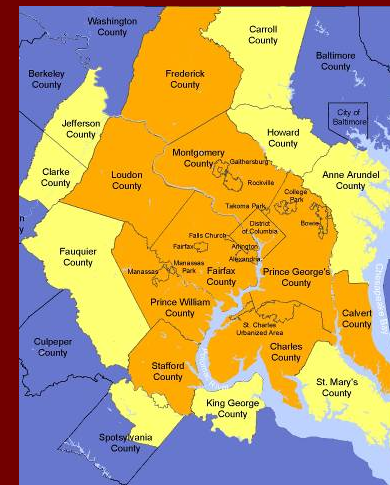 Washington
County
Carroll
County
Baltimore
County
Berkeley
County
Frederick
County
City of
Baltimore
Jefferson
County
Howard
County
Montgomery
County
Gaithersburg
Clarke
County
Loudon
County
Rockville
Anne Arundel
County
College
Park
Takoma Park
Bowie
District
of Columbia
Falls Church
Fairfax
Arlington
Alexandria
Fauquier
County
Manassas
Park
Manassas
Fairfax
County
Prince George's
County
Chesapeake Bay
Prince William
County
Calvert
County
St. Charles
Urbanized Area
Culpeper
County
Charles
County
Stafford
County
St. Mary's
County
King George
County
Spotsylvania
County